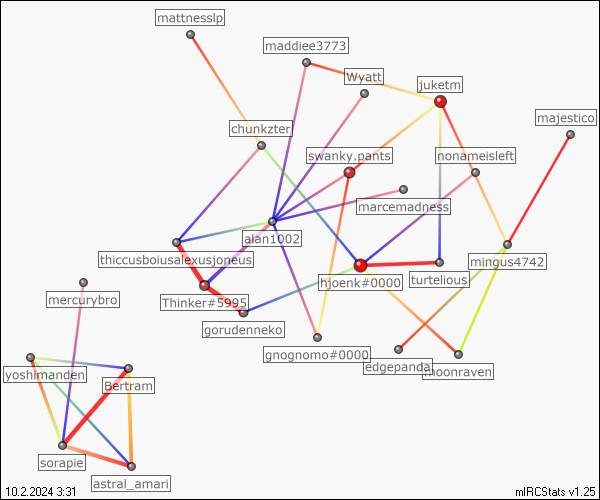 mattnesslp
maddiee3773
Wyatt
juketm
majestico
chunkzter
swanky.pants
nonameisleft
marcemadness
alan1002
thiccusboiusalexusjoneus
mingus4742
hjoenk#0000
turtelious
mercurybro
Thinker#5995
gorudenneko
gnognomo#0000
edgepanda
moonraven
yoshimanden
Bertram
sorapie
astral_amari
10.2.2024 3:31
mIRCStats v1.25